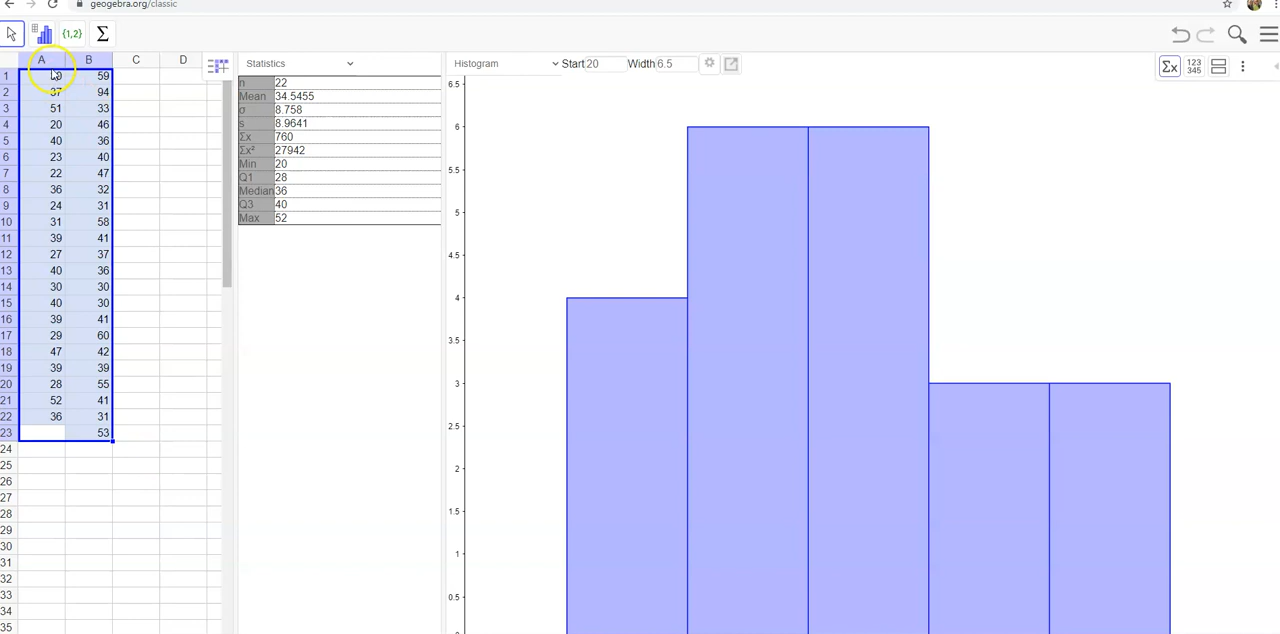 geogebra.org/classic
{1,2} Σ
A B C D
Statistics
Histogram Start 20 Width 6.5
Σx 123 345
1 59
2 37 94
3 51 33
4 20 46
5 40 36
6 23 40
7 22 47
8 36 32
9 24 31
10 31 58
11 39 41
12 27 37
13 40 36
14 30 30
15 40 30
16 39 41
17 29 60
18 47 42
19 39 39
20 28 55
21 52 41
22 36 31
23 53
24
25
26
27
28
29
30
31
32
33
34
35
n 22
Mean 34.5455
σ 8.758
s 8.9641
Σx 760
Σx² 27942
Min 20
Q1 28
Median 36
Q3 40
Max 52
6.5
6
5.5
5
4.5
4
3.5
3
2.5
2
1.5
1
0.5